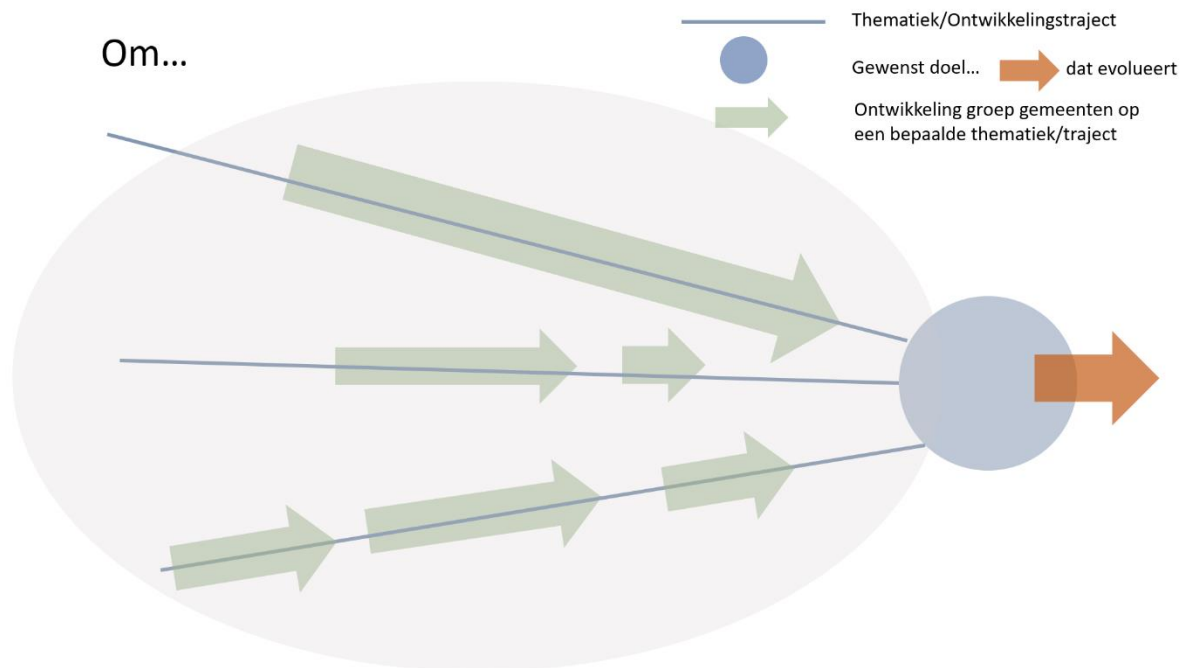 Om...
Thematiek/Ontwikkelingstraject
Gewenst doel... dat evolueert
Ontwikkeling groep gemeenten op
een bepaalde thematiek/traject